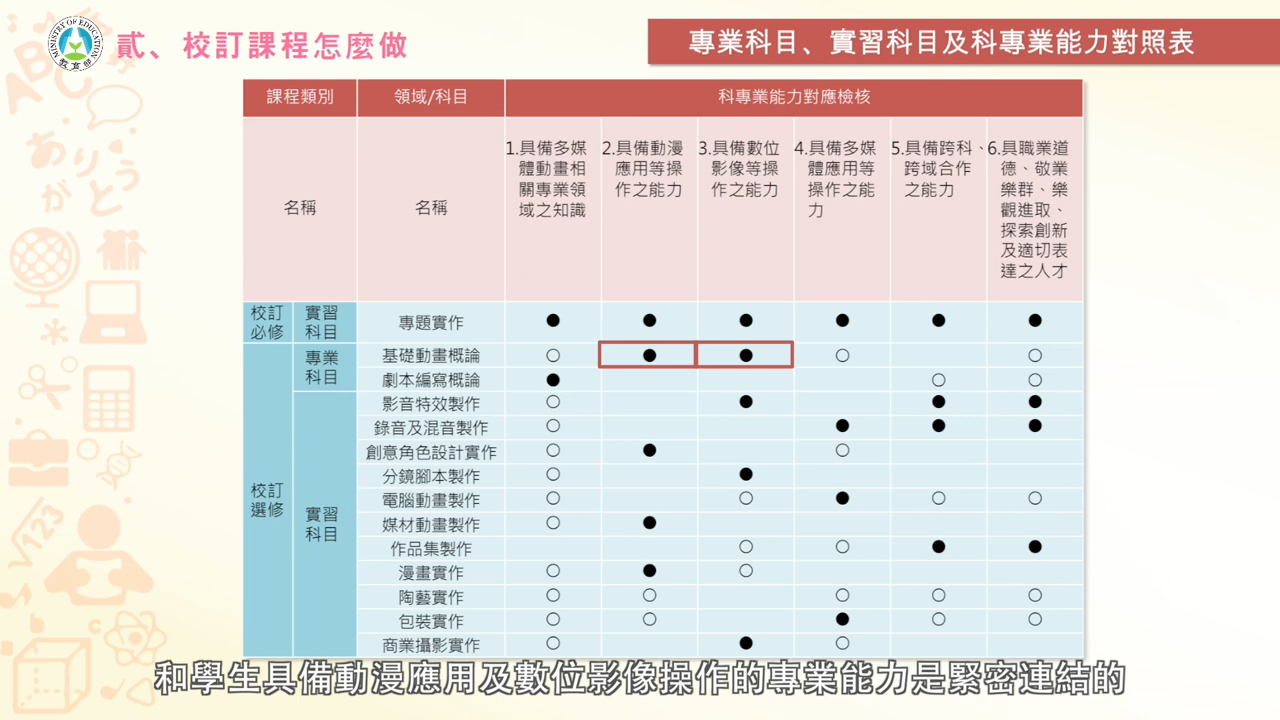 MINISTRY OF EDUCATION
教育部
貳、校訂課程怎麼做
專業科目、實習科目及科專業能力對照表
課程類別 領域/科目 科專業能力對應檢核
名稱 名稱
1.具備多媒
體動畫相
關專業領
域之知識
2.具備動漫
應用等操
作之能力
3.具備數位
影像等操
作之能力
4.具備多媒
體應用等
操作之能
力
5.具備跨科、
跨域合作
之能力
6.具職業道
德、敬業
樂群、樂
觀進取、
探索創新
及適切表
達之人才
校訂
必修
實習
科目
專題實作 ● ● ● ● ● ●
校訂
選修
專業
科目
基礎動畫概論 ○ ● ● ○ ○
劇本編寫概論 ● ○ ○
實習
科目
影音特效製作 ○ ● ● ●
錄音及混音製作 ○ ● ● ●
創意角色設計實作 ○ ● ○
分鏡腳本製作 ○ ●
電腦動畫製作 ○ ○ ● ○ ○
媒材動畫製作 ○ ●
作品集製作 ○ ○ ● ●
漫畫實作 ○ ● ○
陶藝實作 ○ ○ ○ ○ ○
包裝實作 ○ ○ ● ○ ○
商業攝影實作 ○ ● ○
和學生具備動漫應用及數位影像操作的專業能力是緊密連結的